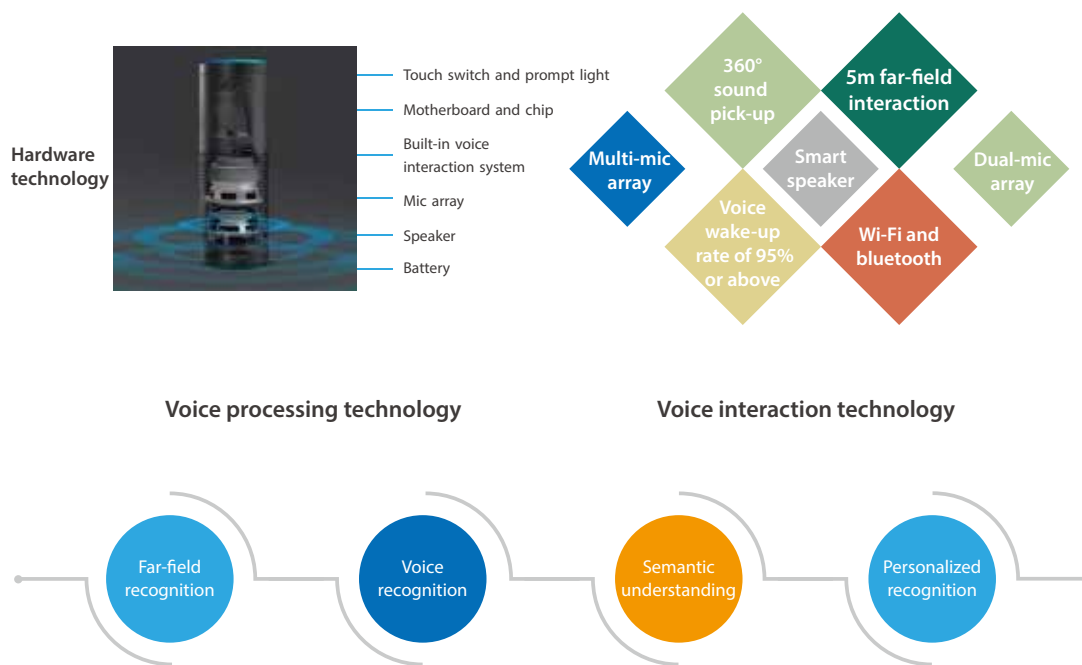 Hardware
technology
Touch switch and prompt light
Motherboard and chip
Built-in voice
interaction system
Mic array
Speaker
Battery
360°
sound
pick-up
5m far-field
interaction
Multi-mic
array
Smart
speaker
Dual-mic
array
Voice
wake-up
rate of 95%
or above
Wi-Fi and
bluetooth
Voice processing technology
Voice interaction technology
Far-field
recognition
Voice
recognition
Semantic
understanding
Personalized
recognition